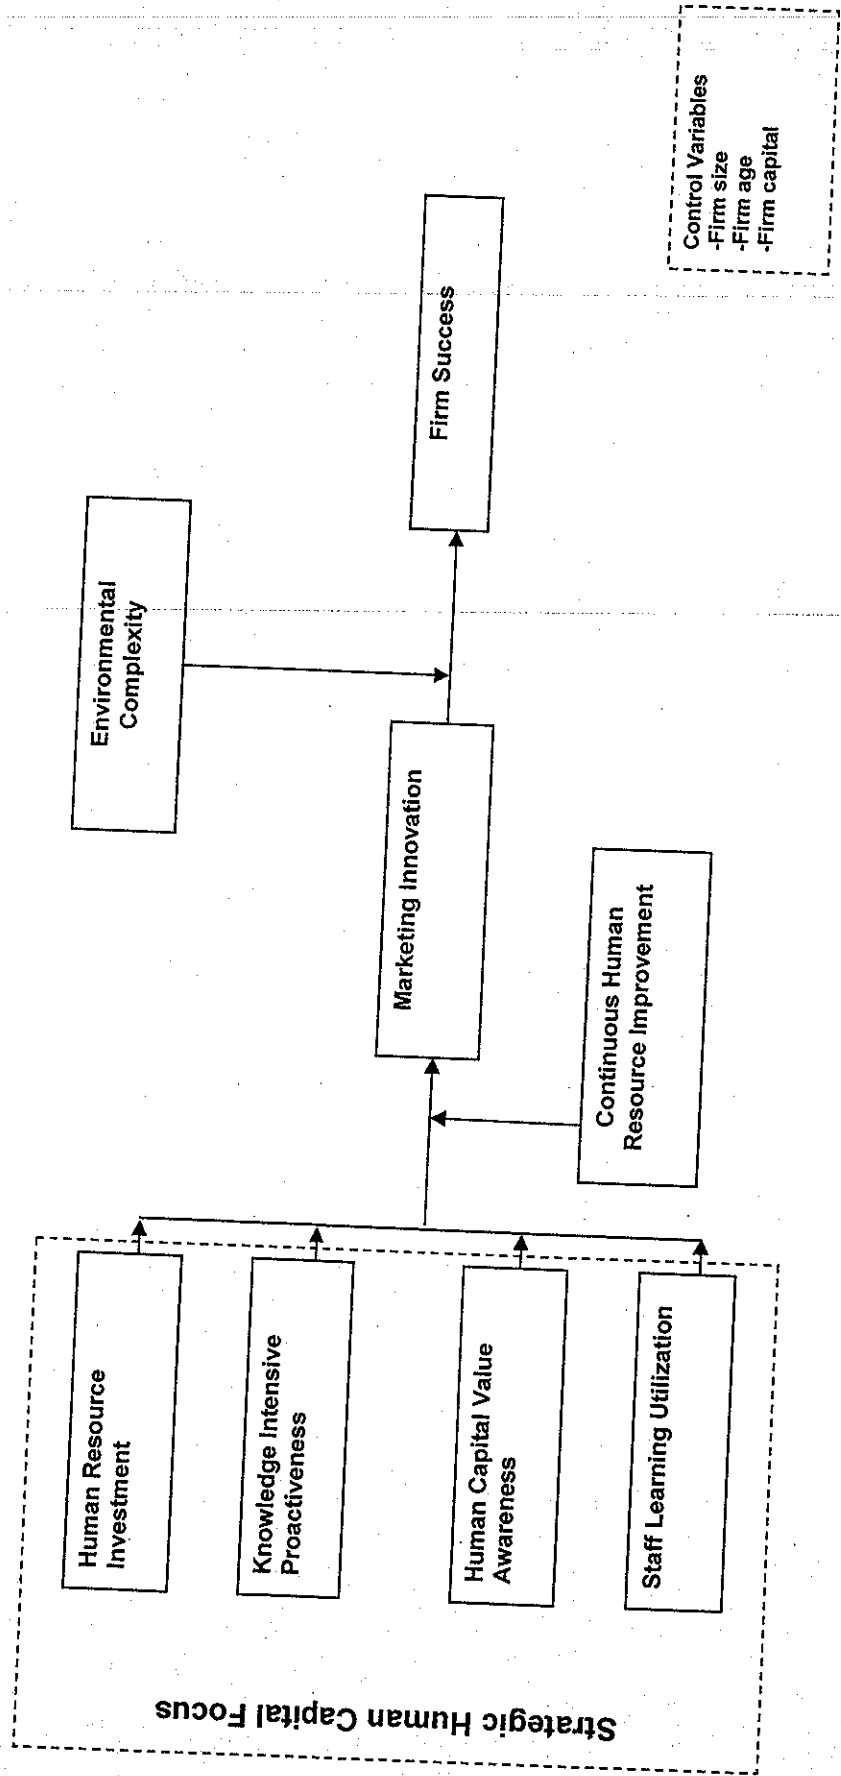 Strategic Human Capital Focus
Human Resource
Investment
Knowledge Intensive
Proactiveness
Human Capital Value
Awareness
Staff Learning Utilization
Marketing Innovation
Continuous Human
Resource Improvement
Environmental
Complexity
Firm Success
Control Variables
-Firm size
-Firm age
-Firm capital